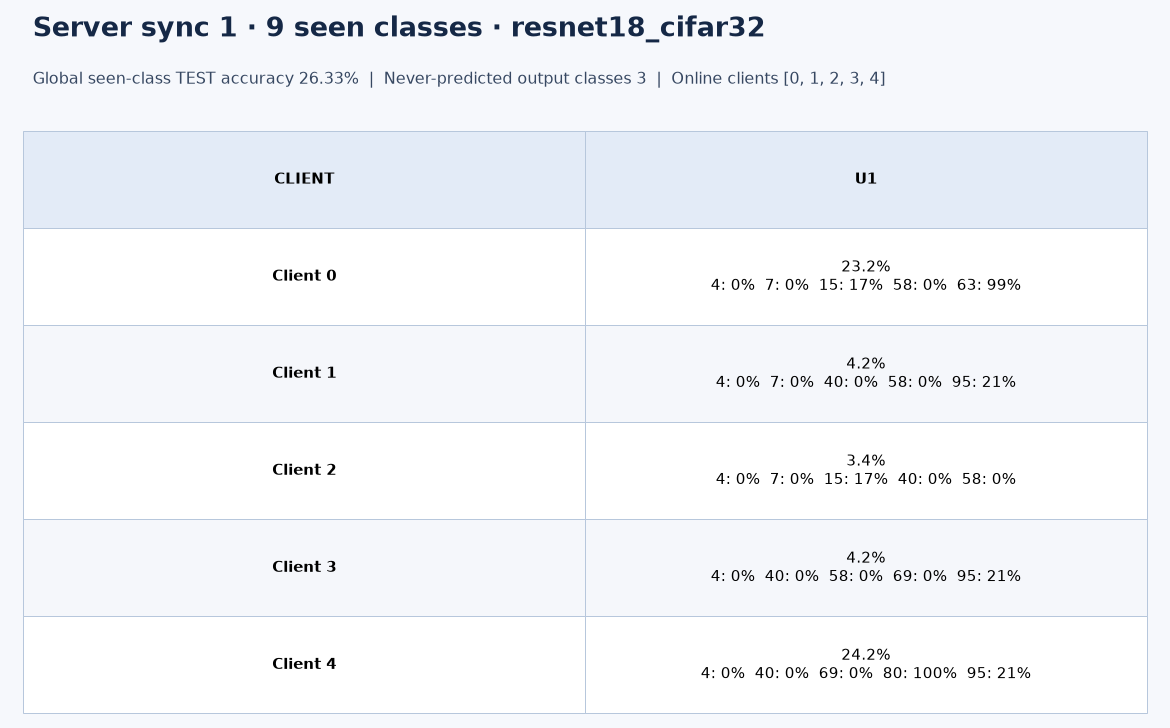 Server sync 1 · 9 seen classes · resnet18_cifar32
Global seen-class TEST accuracy 26.33%  |  Never-predicted output classes 3  |  Online clients [0, 1, 2, 3, 4]
CLIENT
U1
Client 0
23.2%
4: 0%  7: 0%  15: 17%  58: 0%  63: 99%
Client 1
4.2%
4: 0%  7: 0%  40: 0%  58: 0%  95: 21%
Client 2
3.4%
4: 0%  7: 0%  15: 17%  40: 0%  58: 0%
Client 3
4.2%
4: 0%  40: 0%  58: 0%  69: 0%  95: 21%
Client 4
24.2%
4: 0%  40: 0%  69: 0%  80: 100%  95: 21%